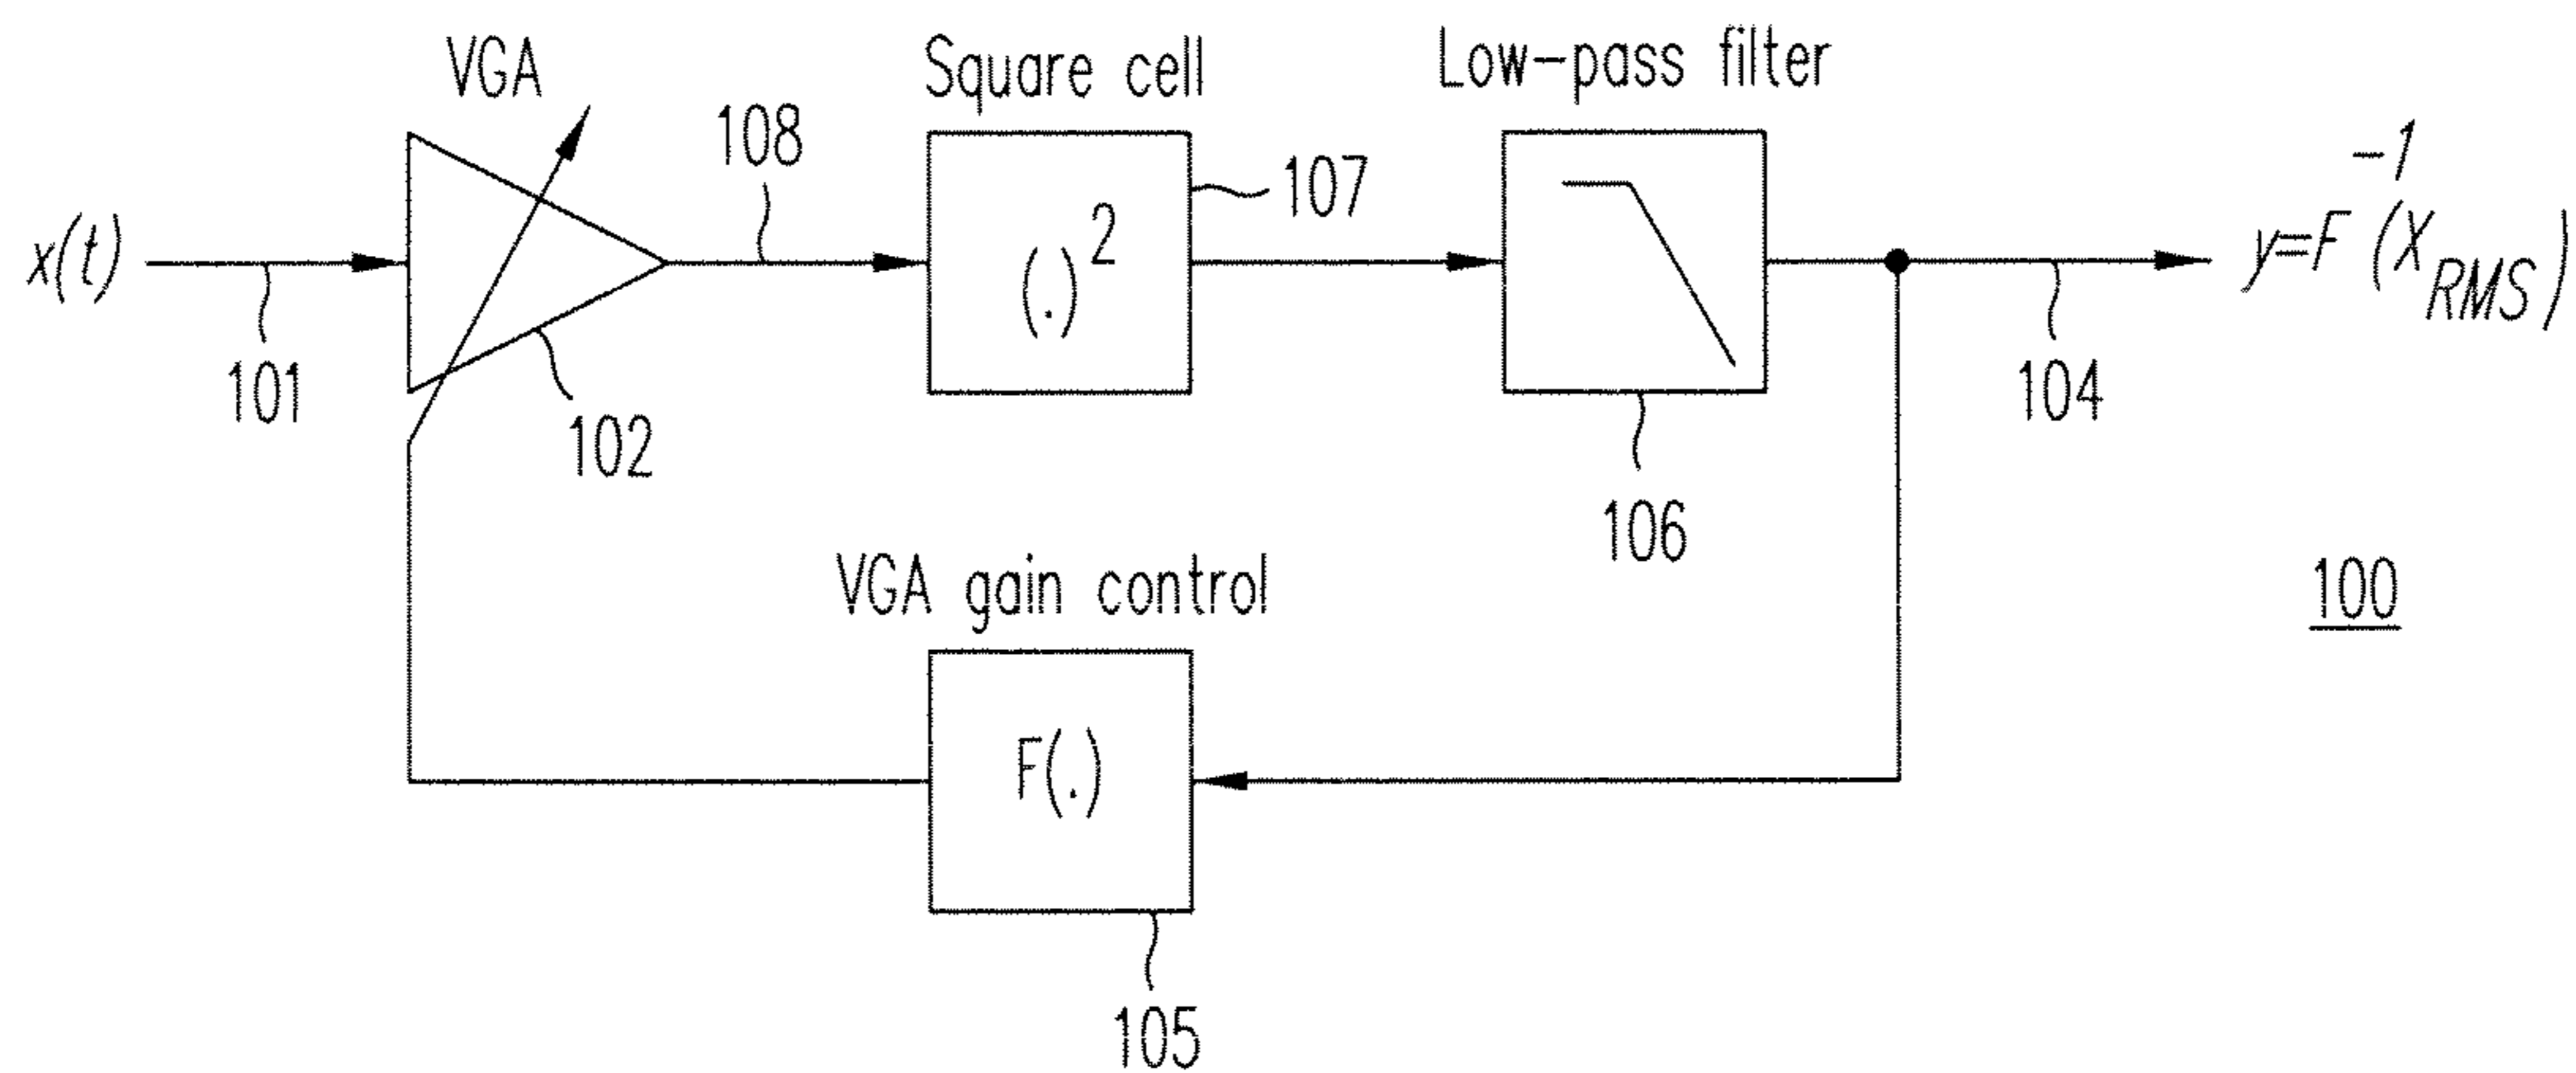 VGA
Square cell
Low-pass filter
108
107
x(t)
(.)²
y=F⁻¹(X_RMS)
101
102
104
106
VGA gain control
100
F(.)
105